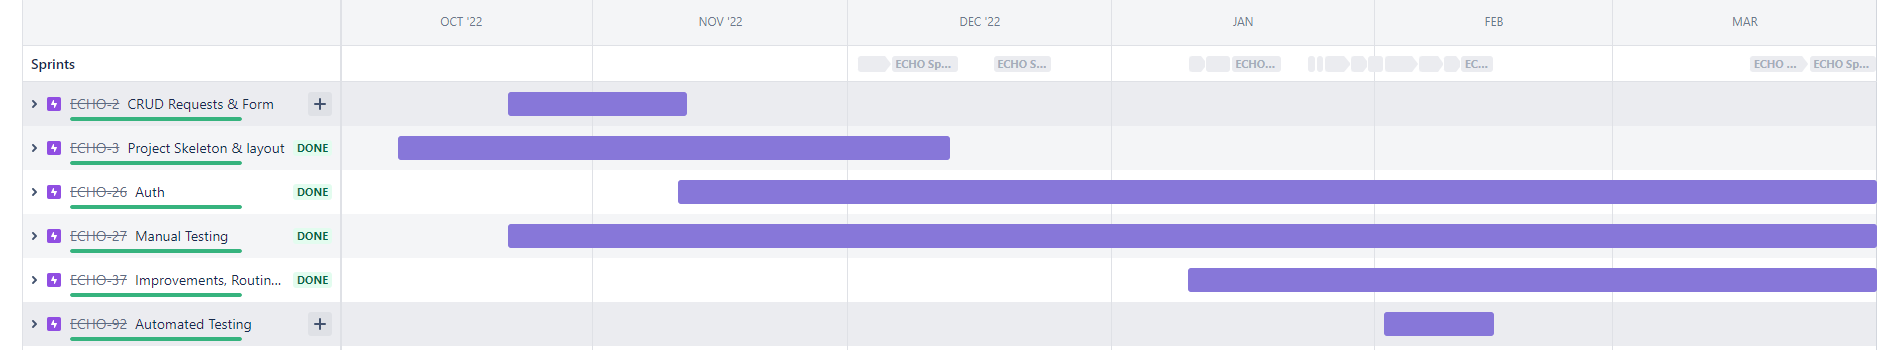 OCT '22 NOV '22 DEC '22 JAN FEB MAR
Sprints ECHO Sp... ECHO S... ECHO... EC... ECHO ... ECHO Sp...
ECHO-2 CRUD Requests & Form +
ECHO-3 Project Skeleton & layout DONE
ECHO-26 Auth DONE
ECHO-27 Manual Testing DONE
ECHO-37 Improvements, Routin... DONE
ECHO-92 Automated Testing +